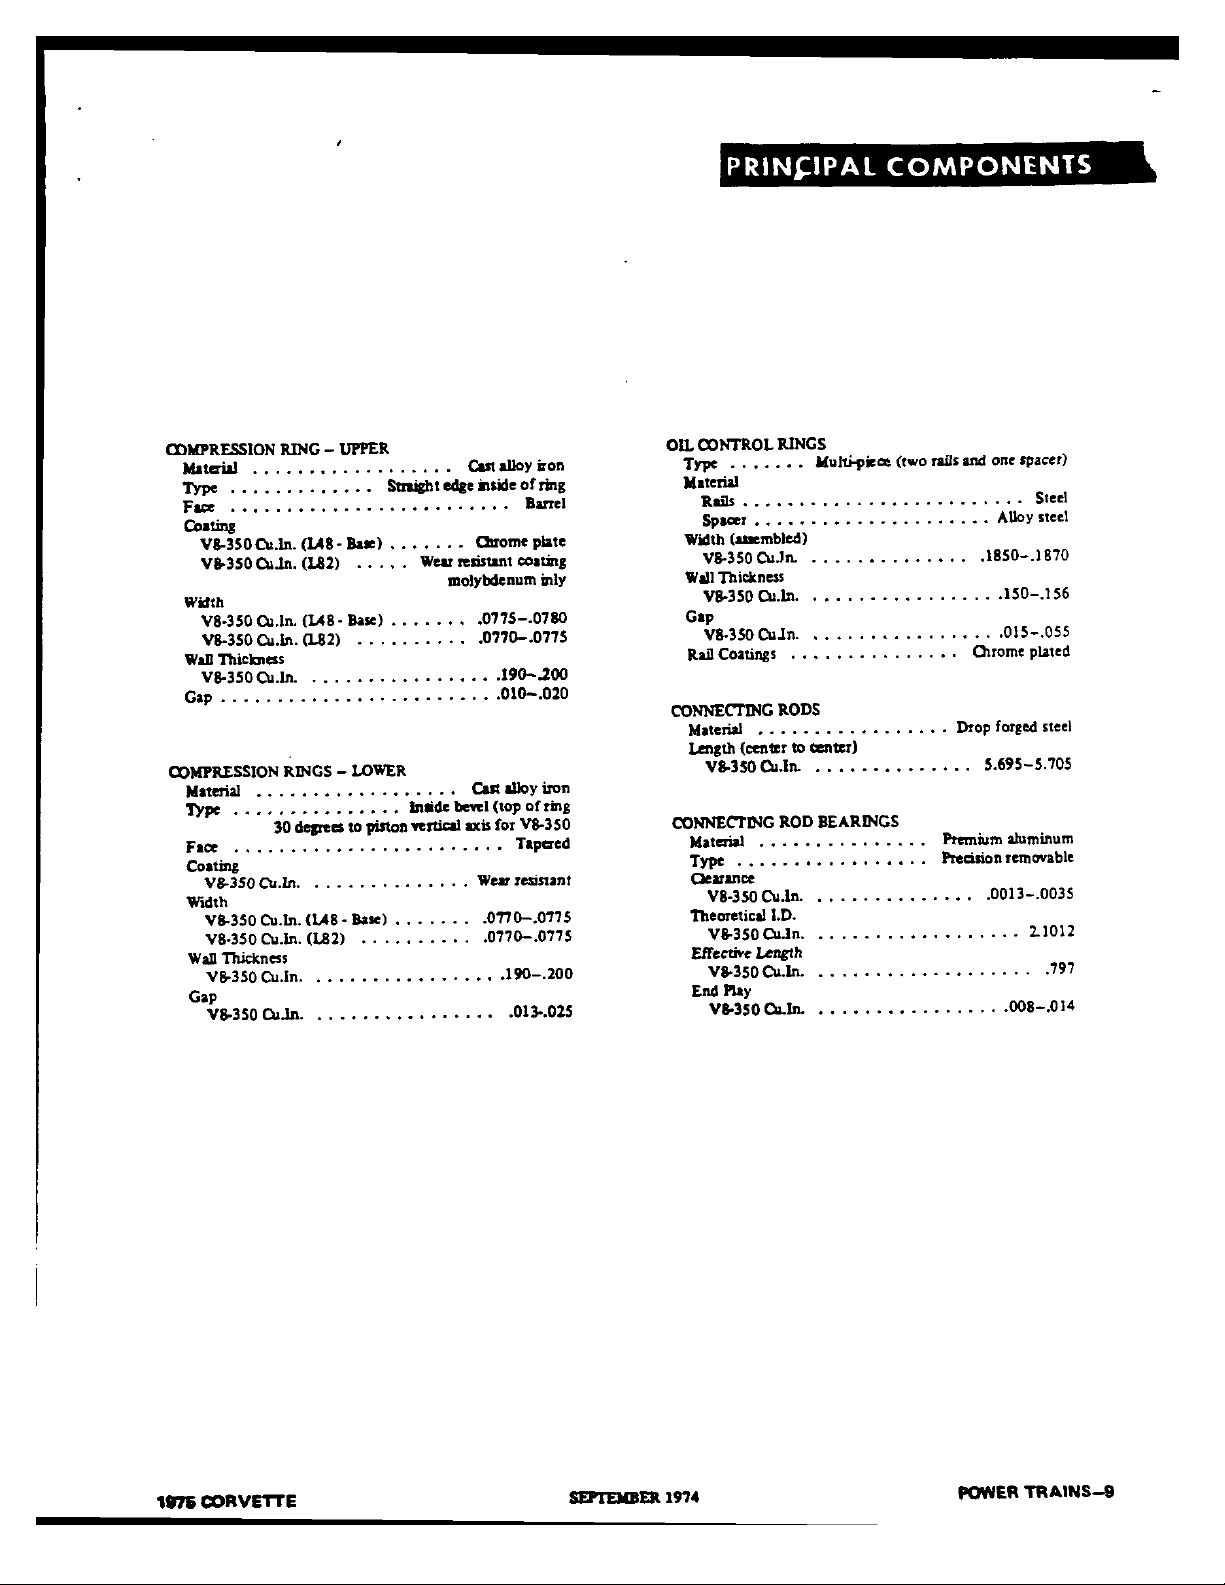 PRINCIPAL COMPONENTS
COMPRESSION RING – UPPER
Material . . . . . . . . . . . . . . . . . . Cast alloy iron
Type . . . . . . . . . . . . . Straight edge inside of ring
Face . . . . . . . . . . . . . . . . . . . . . . . . . Barrel
Coating
V8-350 Cu.In. (L48 - Base) . . . . . . . Chrome plate
V8-350 Cu.In. (L82) . . . . . Wear resistant coating
molybdenum inly
Width
V8-350 Cu.In. (L48 - Base) . . . . . . . .0775–.0780
V8-350 Cu.In. (L82) . . . . . . . . . . .0770–.0775
Wall Thickness
V8-350 Cu.In. . . . . . . . . . . . . . . . . . .190–.200
Gap . . . . . . . . . . . . . . . . . . . . . . . . .010–.020
COMPRESSION RINGS – LOWER
Material . . . . . . . . . . . . . . . . . . Cast alloy iron
Type . . . . . . . . . . . . . . . Inside bevel (top of ring
30 degrees to piston vertical axis for V8-350
Face . . . . . . . . . . . . . . . . . . . . . . . . Tapered
Coating
V8-350 Cu.In. . . . . . . . . . . . . . . Wear resistant
Width
V8-350 Cu.In. (L48 - Base) . . . . . . . .0770–.0775
V8-350 Cu.In. (L82) . . . . . . . . . . .0770–.0775
Wall Thickness
V8-350 Cu.In. . . . . . . . . . . . . . . . . .190–.200
Gap
V8-350 Cu.In. . . . . . . . . . . . . . . . . .013-.025
OIL CONTROL RINGS
Type . . . . . . . Multi-piece (two rails and one spacer)
Material
Rails . . . . . . . . . . . . . . . . . . . . . . . . . Steel
Spacer . . . . . . . . . . . . . . . . . . . . . Alloy steel
Width (assembled)
V8-350 Cu.In. . . . . . . . . . . . . . . .1850–.1870
Wall Thickness
V8-350 Cu.In. . . . . . . . . . . . . . . . . .150–.156
Gap
V8-350 Cu.In. . . . . . . . . . . . . . . . . .015–.055
Rail Coatings . . . . . . . . . . . . . . . Chrome plated
CONNECTING RODS
Material . . . . . . . . . . . . . . . . . Drop forged steel
Length (center to center)
V8-350 Cu.In. . . . . . . . . . . . . . . 5.695–5.705
CONNECTING ROD BEARINGS
Material . . . . . . . . . . . . . . . Premium aluminum
Type . . . . . . . . . . . . . . . . . Precision removable
Clearance
V8-350 Cu.In. . . . . . . . . . . . . . . .0013–.0035
Theoretical I.D.
V8-350 Cu.In. . . . . . . . . . . . . . . . . . . 2.1012
Effective Length
V8-350 Cu.In. . . . . . . . . . . . . . . . . . . . .797
End Play
V8-350 Cu.In. . . . . . . . . . . . . . . . . . .008–.014
1975 CORVETTE
SEPTEMBER 1974
POWER TRAINS–9